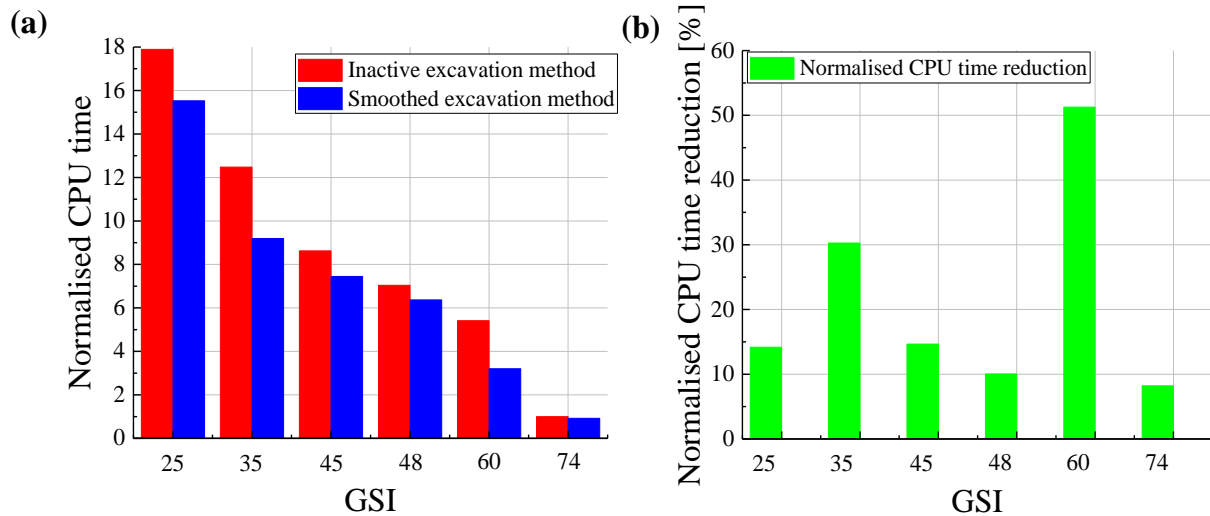 (a)
18
16
14
12
10
8
6
4
2
0
Normalised CPU time
Inactive excavation method
Smoothed excavation method
25 35 45 48 60 74
GSI
(b)
60
50
40
30
20
10
0
Normalised CPU time reduction [%]
Normalised CPU time reduction
25 35 45 48 60 74
GSI